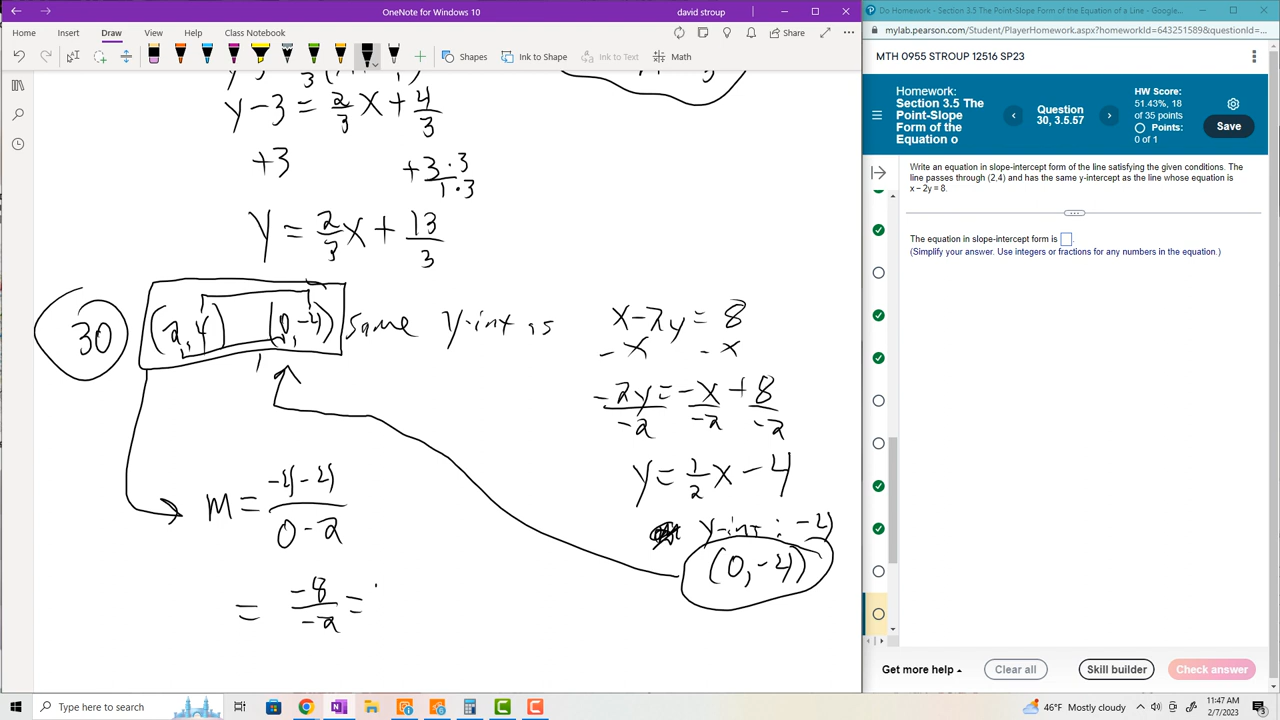 OneNote for Windows 10
david stroup
Home Insert Draw View Help Class Notebook
Share
Shapes
Ink to Shape
Ink to Text
Math
y - 3 = 2/3 x + 4/3
+3 +3·3/1·3
y = 2/3 x + 13/3
30 (2,4) (0,-4) same y-int as x-2y=8
-x -x
-2y/-2 = -x/-2 + 8/-2
y = 1/2 x - 4
y-int: -4
(0,-4)
m = -4-4/0-2
= -8/-2 =
Do Homework - Section 3.5 The Point-Slope Form of the Equation of a Line - Google...
mylab.pearson.com/Student/PlayerHomework.aspx?homeworkId=643251589&questionId=...
MTH 0955 STROUP 12516 SP23
Homework:
Section 3.5 The
Point-Slope
Form of the
Equation o
Question
30, 3.5.57
HW Score:
51.43%, 18
of 35 points
Points:
0 of 1
Save
Write an equation in slope-intercept form of the line satisfying the given conditions. The
line passes through (2,4) and has the same y-intercept as the line whose equation is
x − 2y = 8.
The equation in slope-intercept form is
(Simplify your answer. Use integers or fractions for any numbers in the equation.)
Get more help
Clear all
Skill builder
Check answer
Type here to search
46°F Mostly cloudy
11:47 AM
2/7/2023
3